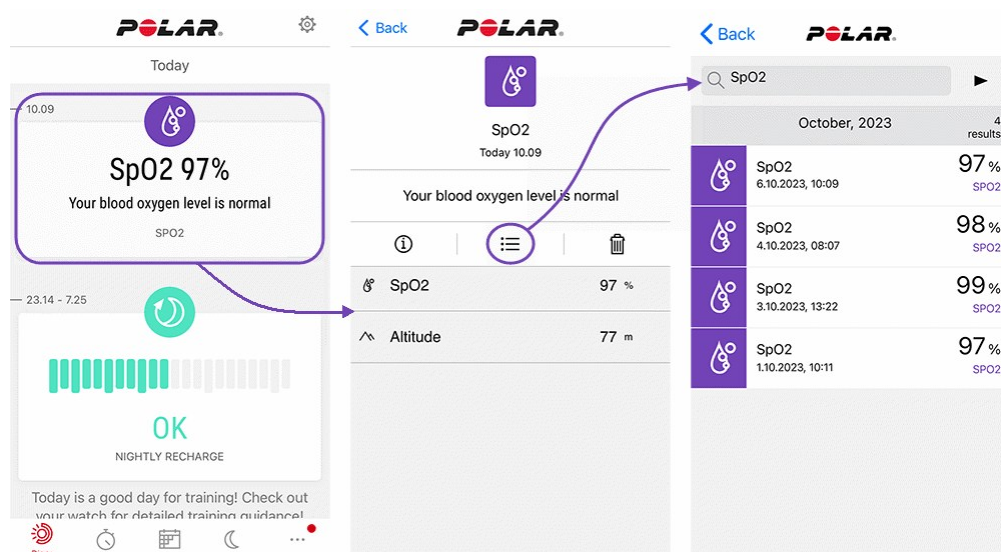 POLAR.
Today
10.09
SpO2 97%
Your blood oxygen level is normal
SPO2
23.14 - 7.25
OK
NIGHTLY RECHARGE
Today is a good day for training! Check out
your watch for detailed training guidance!
Back
POLAR.
SpO2
Today 10.09
Your blood oxygen level is normal
SpO2 97 %
Altitude 77 m
Back
POLAR.
SpO2
October, 2023
4
results
SpO2
6.10.2023, 10:09
97 %
SPO2
SpO2
4.10.2023, 08:07
98 %
SPO2
SpO2
3.10.2023, 13:22
99 %
SPO2
SpO2
1.10.2023, 10:11
97 %
SPO2